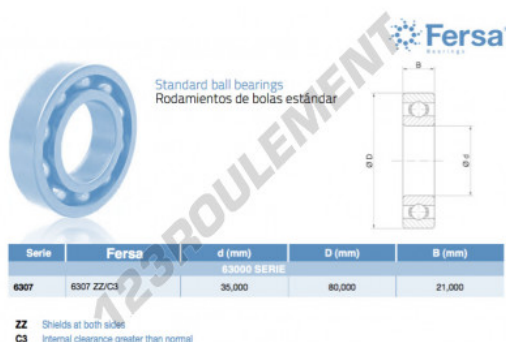 Fersa
Bearings
Standard ball bearings
Rodamientos de bolas estándar
B
Ø D
Ø d
123ROULEMENT
Serie Fersa d (mm) D (mm) B (mm)
63000 SERIE
6307 6307 ZZ/C3 35,000 80,000 21,000
ZZ Shields at both sides
C3 Internal clearance greater than normal